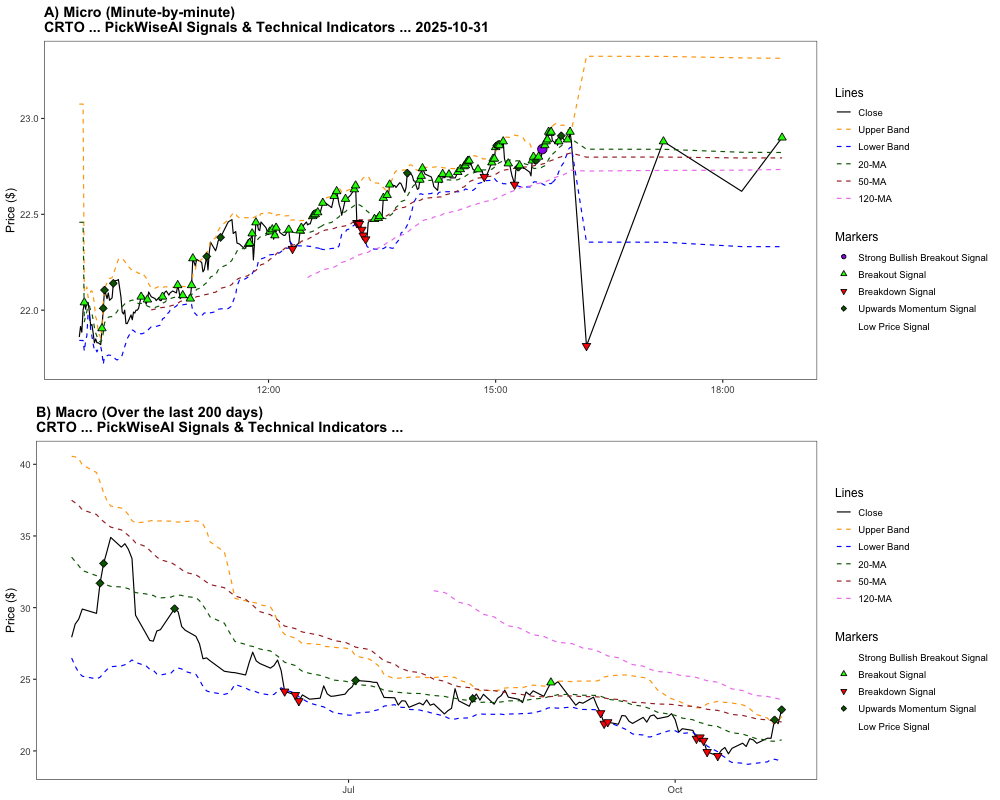 A) Micro (Minute-by-minute)
CRTO ... PickWiseAI Signals & Technical Indicators ... 2025-10-31
Price ($)
23.0
22.5
22.0
12:00
15:00
18:00
Lines
Close
Upper Band
Lower Band
20-MA
50-MA
120-MA
Markers
Strong Bullish Breakout Signal
Breakout Signal
Breakdown Signal
Upwards Momentum Signal
Low Price Signal
B) Macro (Over the last 200 days)
CRTO ... PickWiseAI Signals & Technical Indicators ...
Price ($)
40
35
30
25
20
Jul
Oct
Lines
Close
Upper Band
Lower Band
20-MA
50-MA
120-MA
Markers
Strong Bullish Breakout Signal
Breakout Signal
Breakdown Signal
Upwards Momentum Signal
Low Price Signal